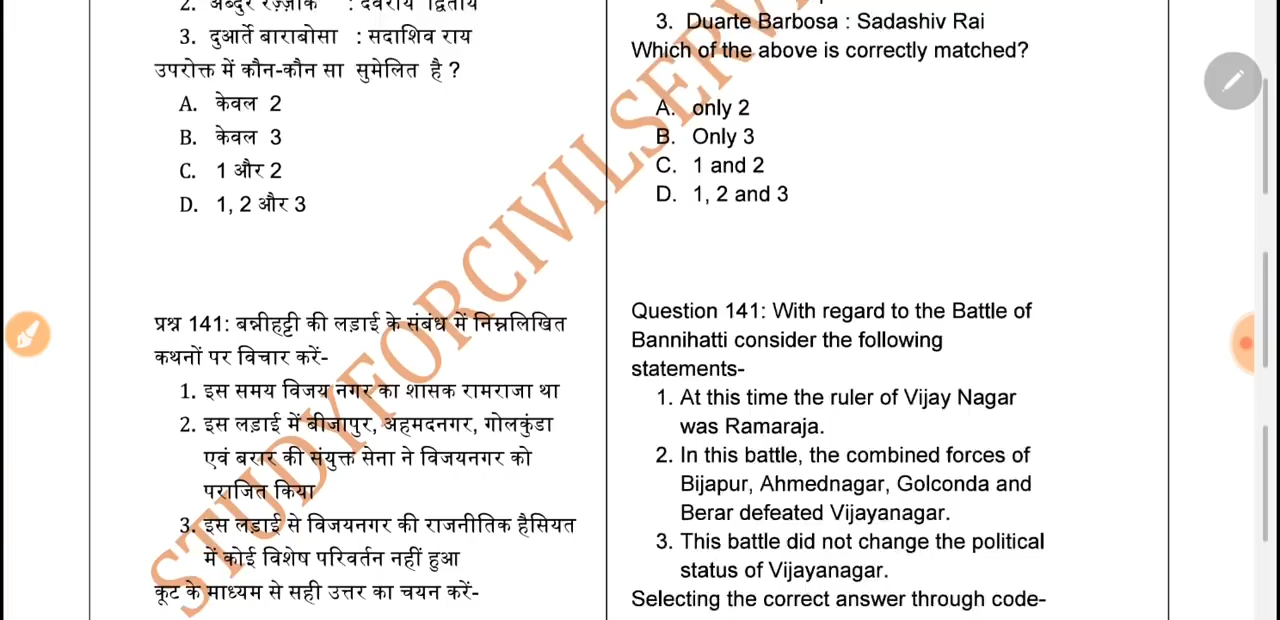 2. अब्दुर रज़्ज़ाक : देवराय द्वितीय
3. दुआर्ते बाराबोसा : सदाशिव राय
उपरोक्त में कौन-कौन सा सुमेलित है ?
A. केवल 2
B. केवल 3
C. 1 और 2
D. 1, 2 और 3
प्रश्न 141: बन्नीहट्टी की लड़ाई के संबंध में निम्नलिखित
कथनों पर विचार करें-
1. इस समय विजय नगर का शासक रामराजा था
2. इस लड़ाई में बीजापुर, अहमदनगर, गोलकुंडा
एवं बरार की संयुक्त सेना ने विजयनगर को
पराजित किया
3. इस लड़ाई से विजयनगर की राजनीतिक हैसियत
में कोई विशेष परिवर्तन नहीं हुआ
कूट के माध्यम से सही उत्तर का चयन करें-
3. Duarte Barbosa : Sadashiv Rai
Which of the above is correctly matched?
A. only 2
B. Only 3
C. 1 and 2
D. 1, 2 and 3
Question 141: With regard to the Battle of
Bannihatti consider the following
statements-
1. At this time the ruler of Vijay Nagar
was Ramaraja.
2. In this battle, the combined forces of
Bijapur, Ahmednagar, Golconda and
Berar defeated Vijayanagar.
3. This battle did not change the political
status of Vijayanagar.
Selecting the correct answer through code-
STUDYFORCIVILSERVI